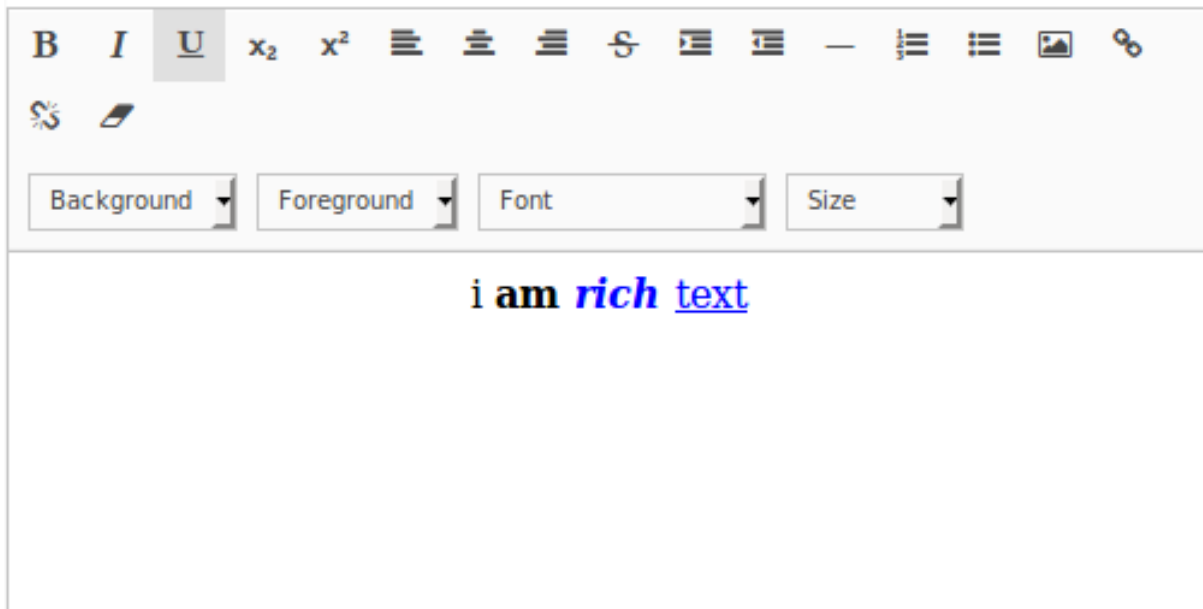 B I U x₂ x² S
Background Foreground Font Size
i am rich text